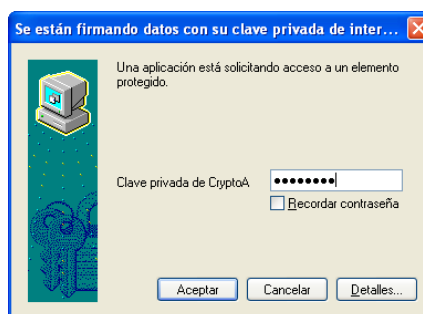 Se están firmando datos con su clave privada de inter...
Una aplicación está solicitando acceso a un elemento
protegido.
Clave privada de CryptoA
Recordar contraseña
Aceptar
Cancelar
Detalles...